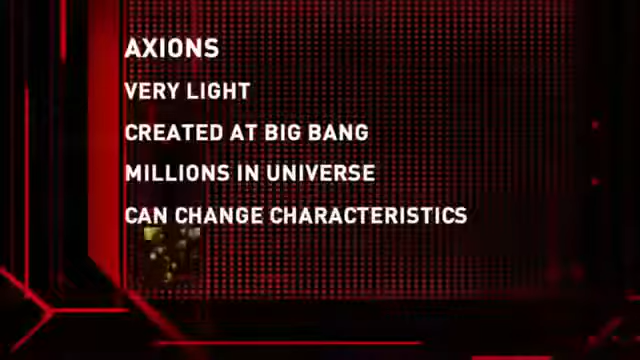 AXIONS
VERY LIGHT
CREATED AT BIG BANG
MILLIONS IN UNIVERSE
CAN CHANGE CHARACTERISTICS